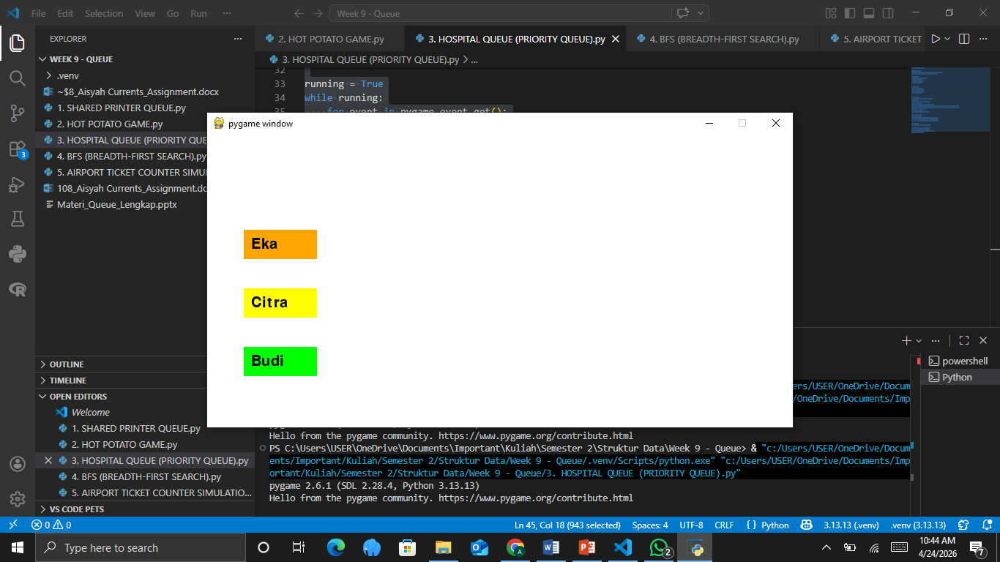 File Edit Selection View Go Run ··· Week 9 - Queue
EXPLORER ···
WEEK 9 - QUEUE
.venv
~$8_Aisyah Currents_Assignment.docx
1. SHARED PRINTER QUEUE.py
2. HOT POTATO GAME.py
3. HOSPITAL QUEUE (PRIORITY QUE
4. BFS (BREADTH-FIRST SEARCH).py
5. AIRPORT TICKET COUNTER SIMU
108_Aisyah Currents_Assignment.dc
Materi_Queue_Lengkap.pptx
3
OUTLINE
TIMELINE
OPEN EDITORS
Welcome
1. SHARED PRINTER QUEUE.py
2. HOT POTATO GAME.py
3. HOSPITAL QUEUE (PRIORITY QUEUE).py
4. BFS (BREADTH-FIRST SEARCH).py
5. AIRPORT TICKET COUNTER SIMULATIO...
VS CODE PETS
2. HOT POTATO GAME.py 3. HOSPITAL QUEUE (PRIORITY QUEUE).py 4. BFS (BREADTH-FIRST SEARCH).py 5. AIRPORT TICKET ···
3. HOSPITAL QUEUE (PRIORITY QUEUE).py > ...
32
33 running = True
34 while running:
35 for event in pygame.event.get():
pygame window
Eka
Citra
Budi
powershell
Python
ers/USER/OneDrive/Docum
/OneDrive/Documents/Imp
Hello from the pygame community. https://www.pygame.org/contribute.html
PS C:\Users\USER\OneDrive\Documents\Important\Kuliah\Semester 2\Struktur Data\Week 9 - Queue> & "c:/Users/USER/OneDrive/Docum
ents/Important/Kuliah/Semester 2/Struktur Data/Week 9 - Queue/.venv/Scripts/python.exe" "c:/Users/USER/OneDrive/Documents/Imp
ortant/Kuliah/Semester 2/Struktur Data/Week 9 - Queue/3. HOSPITAL QUEUE (PRIORITY QUEUE).py"
pygame 2.6.1 (SDL 2.28.4, Python 3.13.13)
Hello from the pygame community. https://www.pygame.org/contribute.html
0 0 Ln 45, Col 18 (943 selected) Spaces: 4 UTF-8 CRLF { } Python 3.13.13 (.venv) .venv (3.13.13)
Type here to search 2 10:44 AM
4/24/2026 7